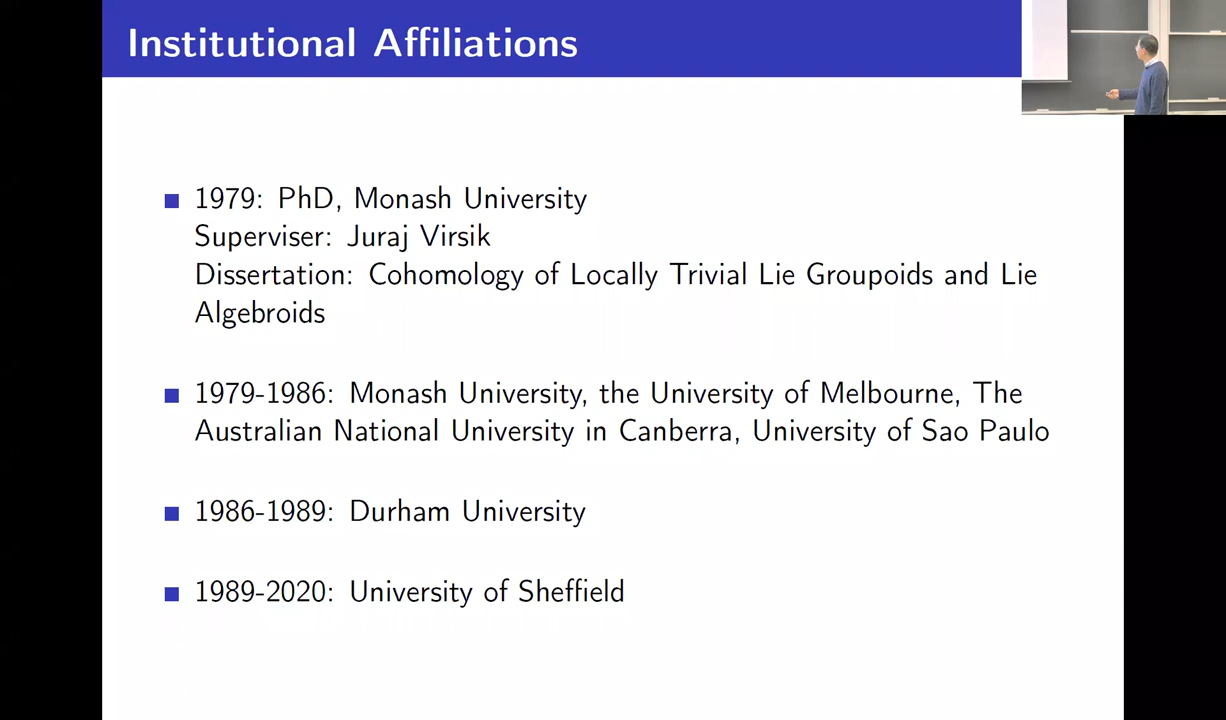 Institutional Affiliations
1979: PhD, Monash University
Superviser: Juraj Virsik
Dissertation: Cohomology of Locally Trivial Lie Groupoids and Lie
Algebroids
1979-1986: Monash University, the University of Melbourne, The
Australian National University in Canberra, University of Sao Paulo
1986-1989: Durham University
1989-2020: University of Sheffield